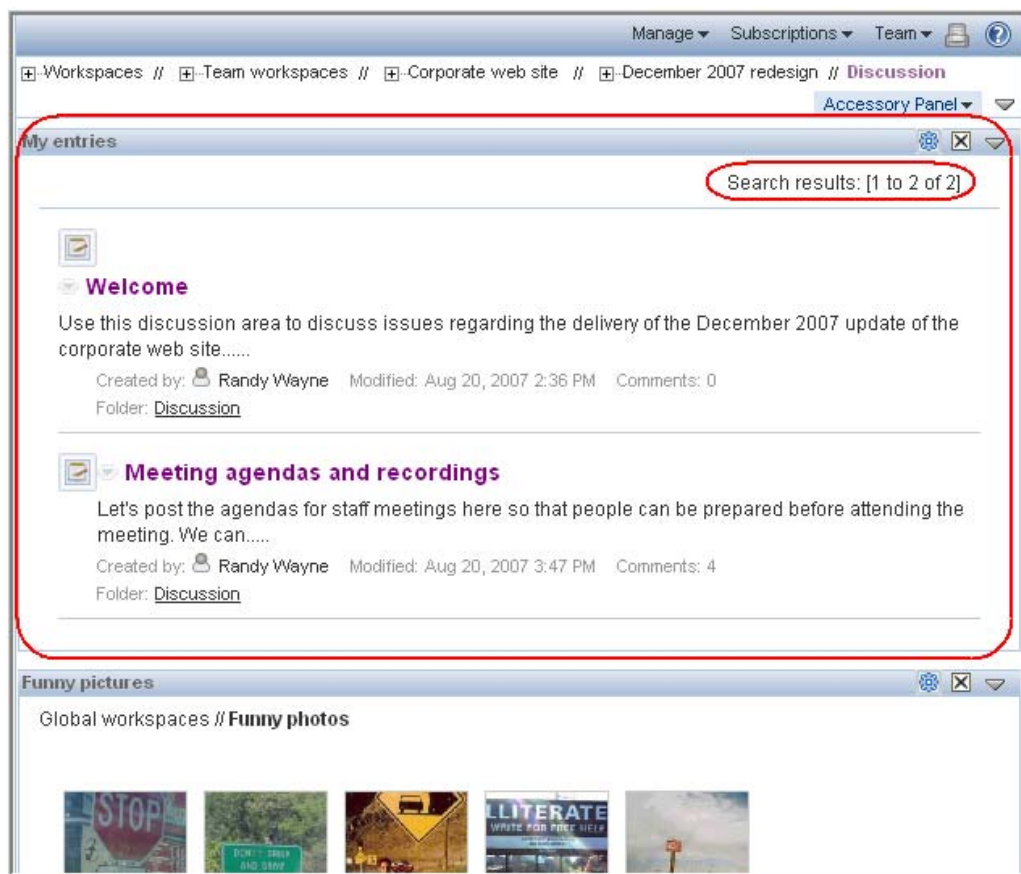 Manage Subscriptions Team
Workspaces // Team workspaces // Corporate web site // December 2007 redesign // Discussion
Accessory Panel
My entries
Search results: [1 to 2 of 2]
Welcome
Use this discussion area to discuss issues regarding the delivery of the December 2007 update of the
corporate web site......
Created by: Randy Wayne Modified: Aug 20, 2007 2:36 PM Comments: 0
Folder: Discussion
Meeting agendas and recordings
Let's post the agendas for staff meetings here so that people can be prepared before attending the
meeting. We can.....
Created by: Randy Wayne Modified: Aug 20, 2007 3:47 PM Comments: 4
Folder: Discussion
Funny pictures
Global workspaces // Funny photos
STOP
LLITERATE
WRITE FOR FREE HELP